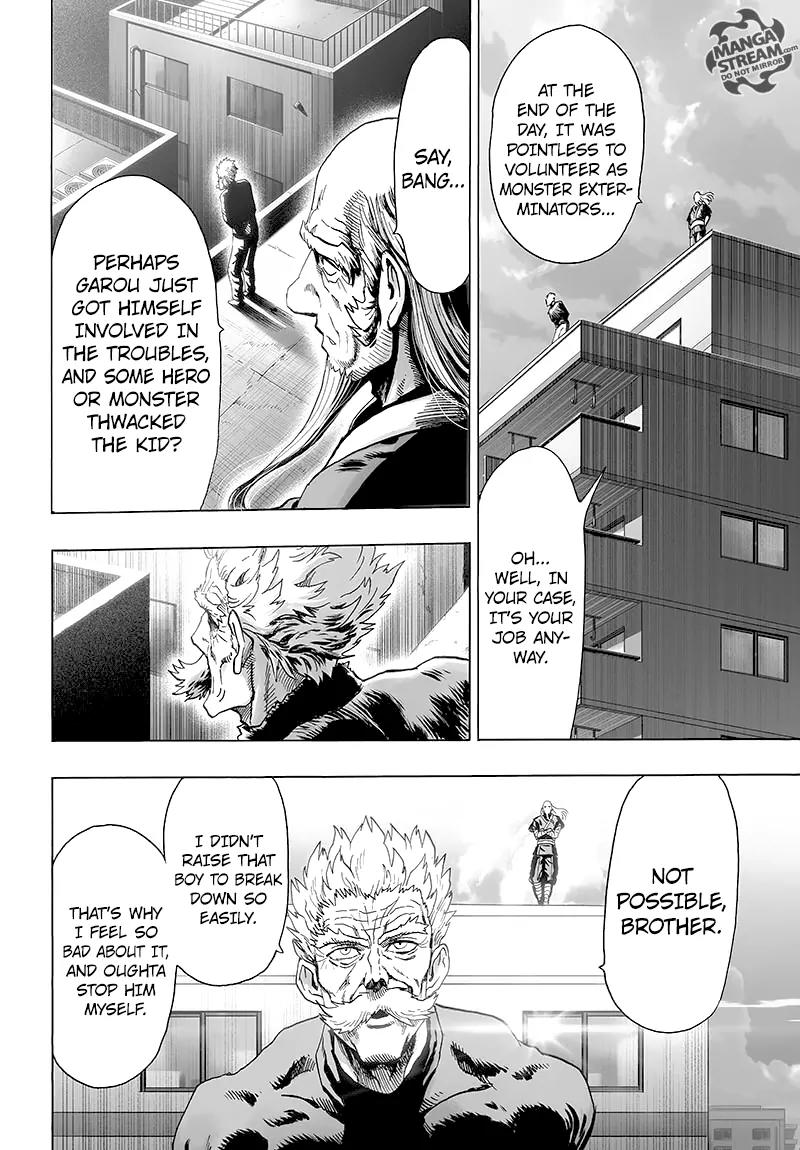 MANGA
STREAM.com
DO NOT MIRROR!
AT THE
END OF THE
DAY, IT WAS
POINTLESS TO
VOLUNTEER AS
MONSTER EXTER-
MINATORS...
OH...
WELL, IN
YOUR CASE,
IT'S YOUR
JOB ANY-
WAY.
SAY,
BANG...
PERHAPS
GAROU JUST
GOT HIMSELF
INVOLVED IN
THE TROUBLES,
AND SOME HERO
OR MONSTER
THWACKED
THE KID?
NOT
POSSIBLE,
BROTHER.
I DIDN'T
RAISE THAT
BOY TO BREAK
DOWN SO
EASILY.
THAT'S WHY
I FEEL SO
BAD ABOUT IT,
AND OUGHTA
STOP HIM
MYSELF.